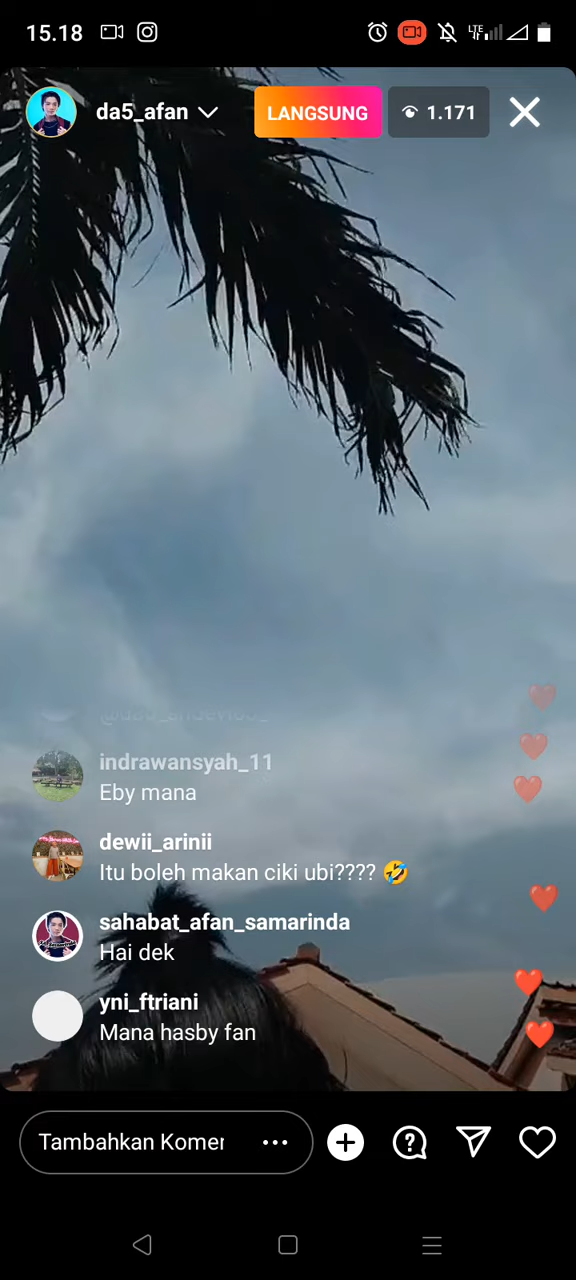 15.18
LTE
da5_afan
LANGSUNG
1.171
indrawansyah_11
Eby mana
dewii_arinii
Itu boleh makan ciki ubi???? 🤣
sahabat_afan_samarinda
Hai dek
yni_ftriani
Mana hasby fan
Tambahkan Komer